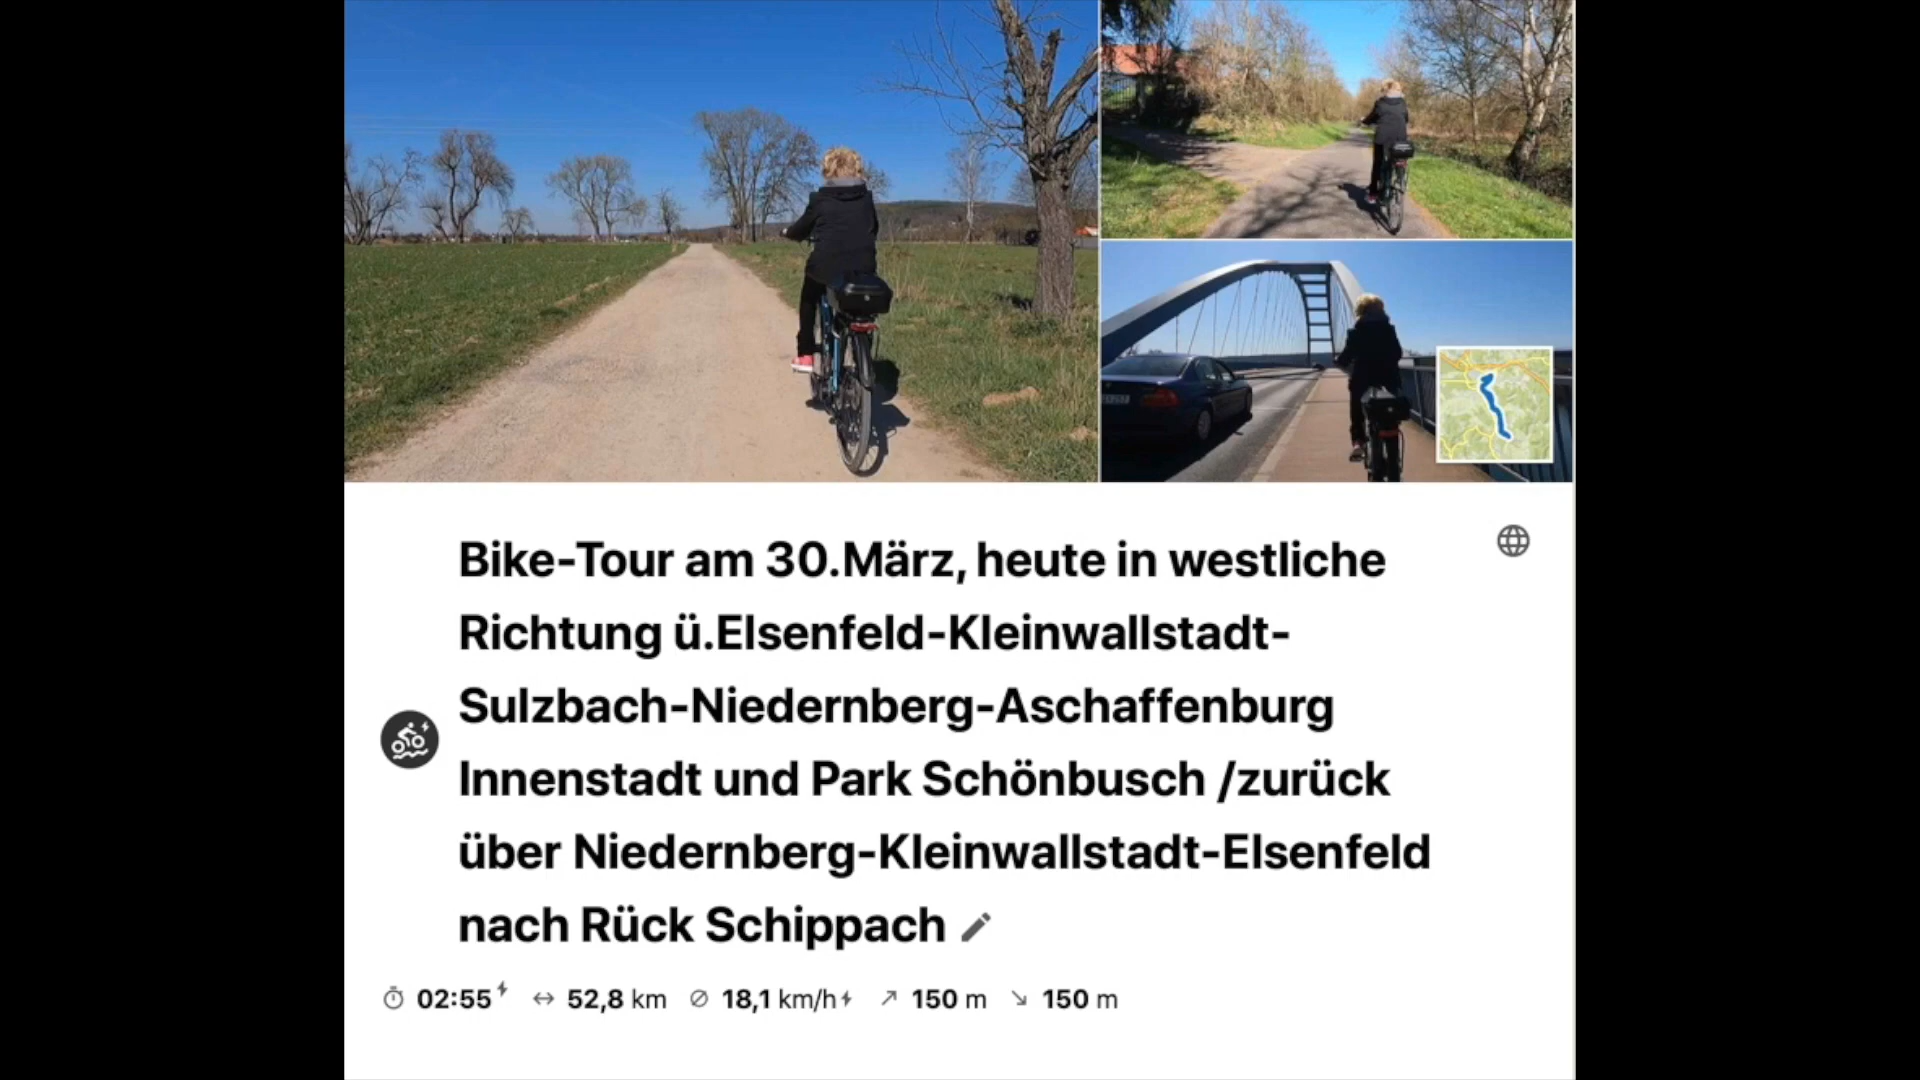 Bike-Tour am 30.März, heute in westliche
Richtung ü.Elsenfeld-Kleinwallstadt-
Sulzbach-Niedernberg-Aschaffenburg
Innenstadt und Park Schönbusch /zurück
über Niedernberg-Kleinwallstadt-Elsenfeld
nach Rück Schippach
02:55 52,8 km 18,1 km/h 150 m 150 m